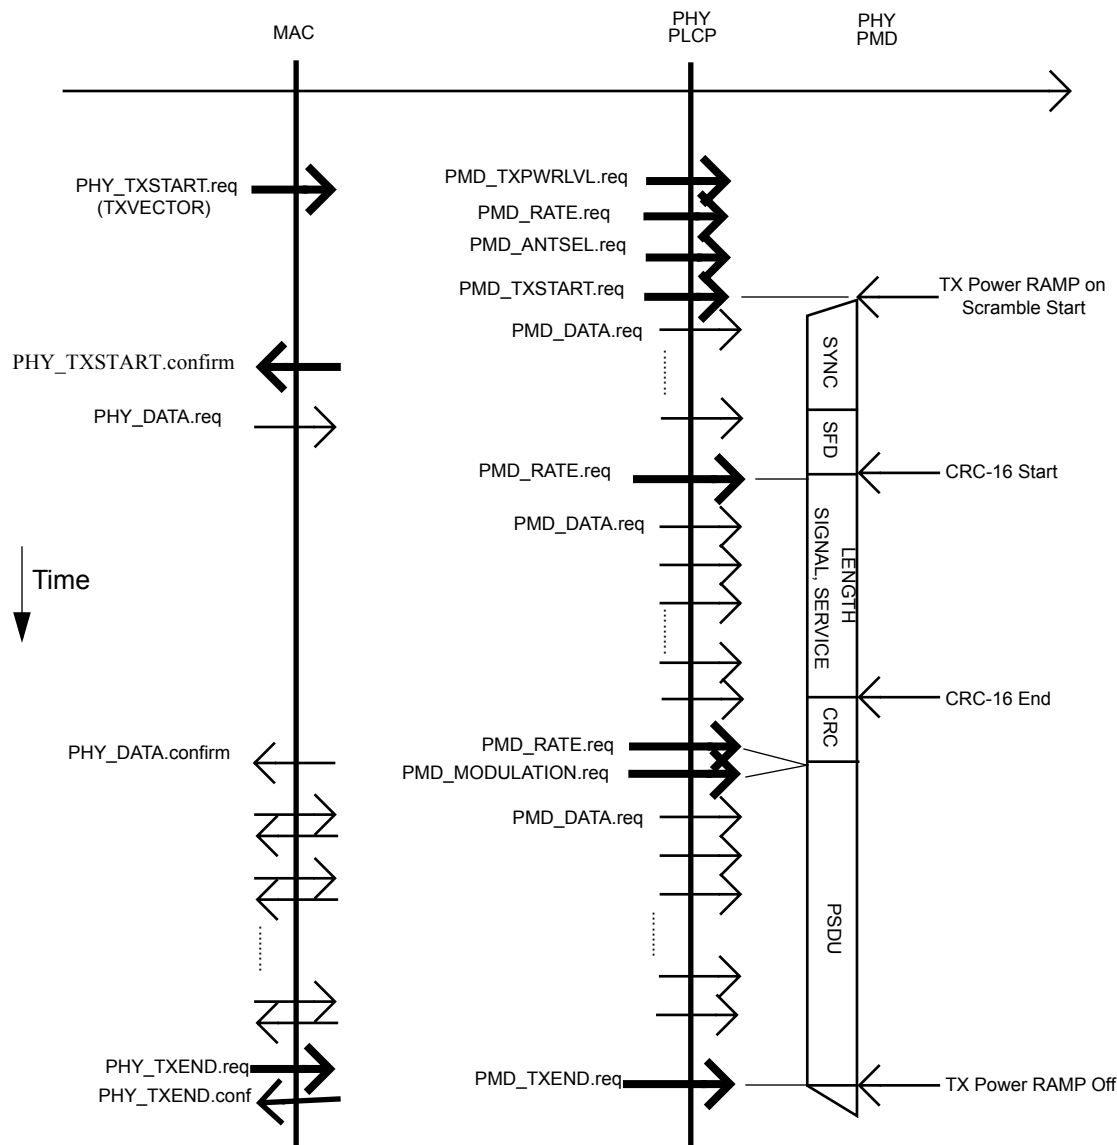 MAC
PHY
PLCP
PHY
PMD
PHY_TXSTART.req
(TXVECTOR)
PMD_TXPWRLVL.req
PMD_RATE.req
PMD_ANTSEL.req
PMD_TXSTART.req
TX Power RAMP on
Scramble Start
PMD_DATA.req
SYNC
PHY_TXSTART.confirm
PHY_DATA.req
SFD
PMD_RATE.req
CRC-16 Start
PMD_DATA.req
LENGTH
SIGNAL, SERVICE
Time
CRC-16 End
CRC
PHY_DATA.confirm
PMD_RATE.req
PMD_MODULATION.req
PMD_DATA.req
PSDU
PHY_TXEND.req
PHY_TXEND.conf
PMD_TXEND.req
TX Power RAMP Off